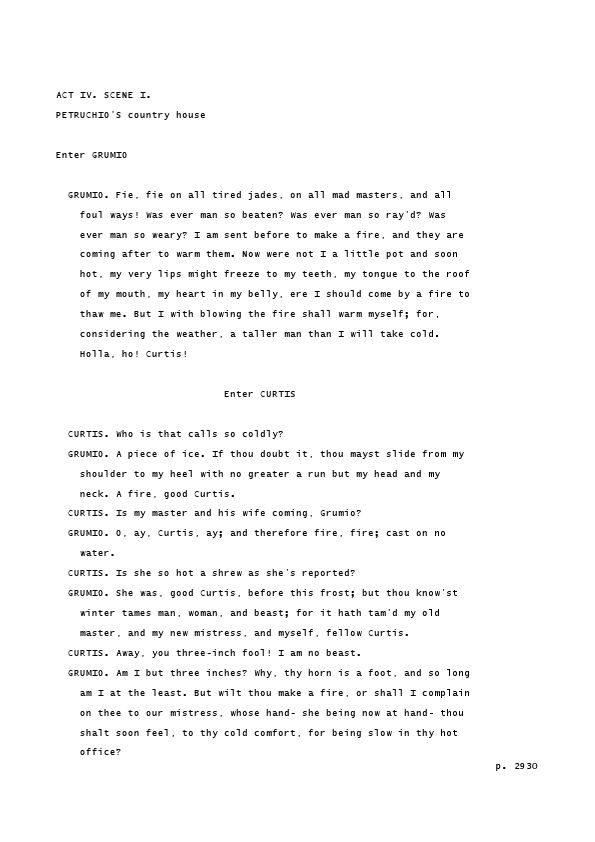 ACT IV. SCENE I.
PETRUCHIO'S country house
Enter GRUMIO
GRUMIO. Fie, fie on all tired jades, on all mad masters, and all
foul ways! Was ever man so beaten? Was ever man so ray'd? Was
ever man so weary? I am sent before to make a fire, and they are
coming after to warm them. Now were not I a little pot and soon
hot, my very lips might freeze to my teeth, my tongue to the roof
of my mouth, my heart in my belly, ere I should come by a fire to
thaw me. But I with blowing the fire shall warm myself; for,
considering the weather, a taller man than I will take cold.
Holla, ho! Curtis!
Enter CURTIS
CURTIS. Who is that calls so coldly?
GRUMIO. A piece of ice. If thou doubt it, thou mayst slide from my
shoulder to my heel with no greater a run but my head and my
neck. A fire, good Curtis.
CURTIS. Is my master and his wife coming, Grumio?
GRUMIO. O, ay, Curtis, ay; and therefore fire, fire; cast on no
water.
CURTIS. Is she so hot a shrew as she's reported?
GRUMIO. She was, good Curtis, before this frost; but thou know'st
winter tames man, woman, and beast; for it hath tam'd my old
master, and my new mistress, and myself, fellow Curtis.
CURTIS. Away, you three-inch fool! I am no beast.
GRUMIO. Am I but three inches? Why, thy horn is a foot, and so long
am I at the least. But wilt thou make a fire, or shall I complain
on thee to our mistress, whose hand- she being now at hand- thou
shalt soon feel, to thy cold comfort, for being slow in thy hot
office?
p. 2930